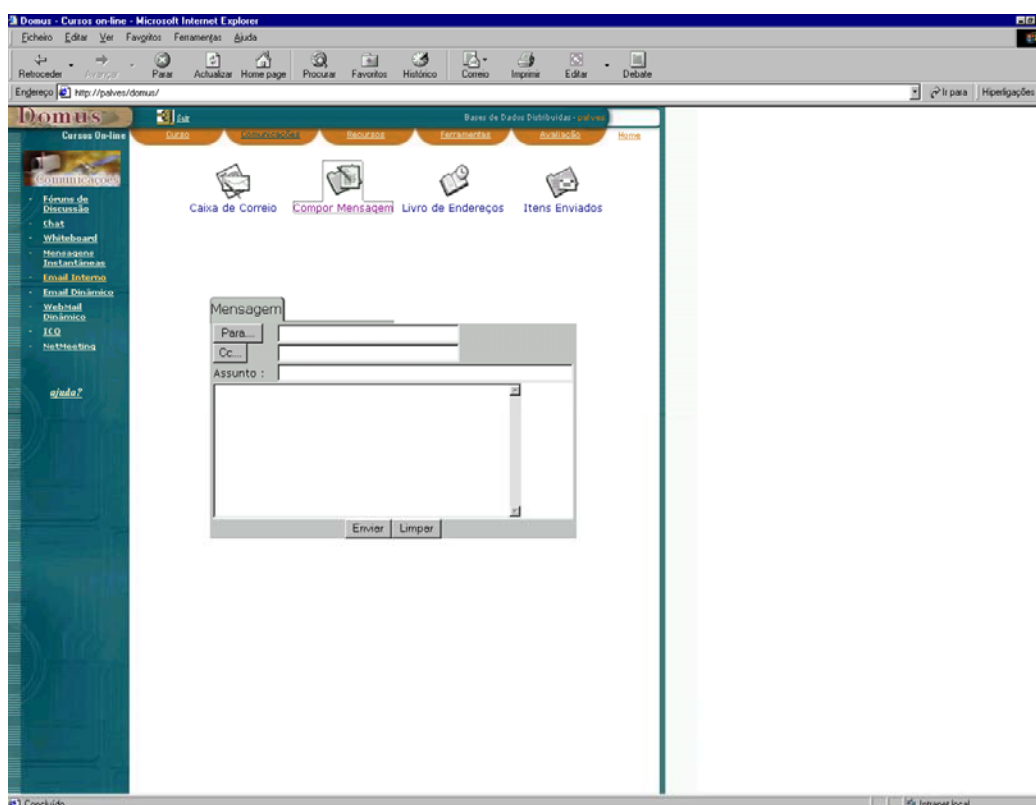 Domus - Cursos on-line - Microsoft Internet Explorer
Ficheiro Editar Ver Favoritos Ferramentas Ajuda
Retroceder Avançar Parar Actualizar Home page Procurar Favoritos Histórico Correio Imprimir Editar Debate
Endereço http://palves/domus/ Ir para Hiperligações
Domus Exit Bases de Dados Distribuídas - palves
Cursos On-line Curso Comunicações Recursos Ferramentas Avaliação Home
Comunicações
Caixa de Correio Compor Mensagem Livro de Endereços Itens Enviados
Fóruns de
Discussão
Chat
Whiteboard
Mensagens
Instantâneas
Email Interno
Email Dinâmico
WebMail
Dinâmico
ICQ
NetMeeting
ajuda?
Mensagem
Para...
Cc...
Assunto :
Enviar Limpar
Concluído Intranet local